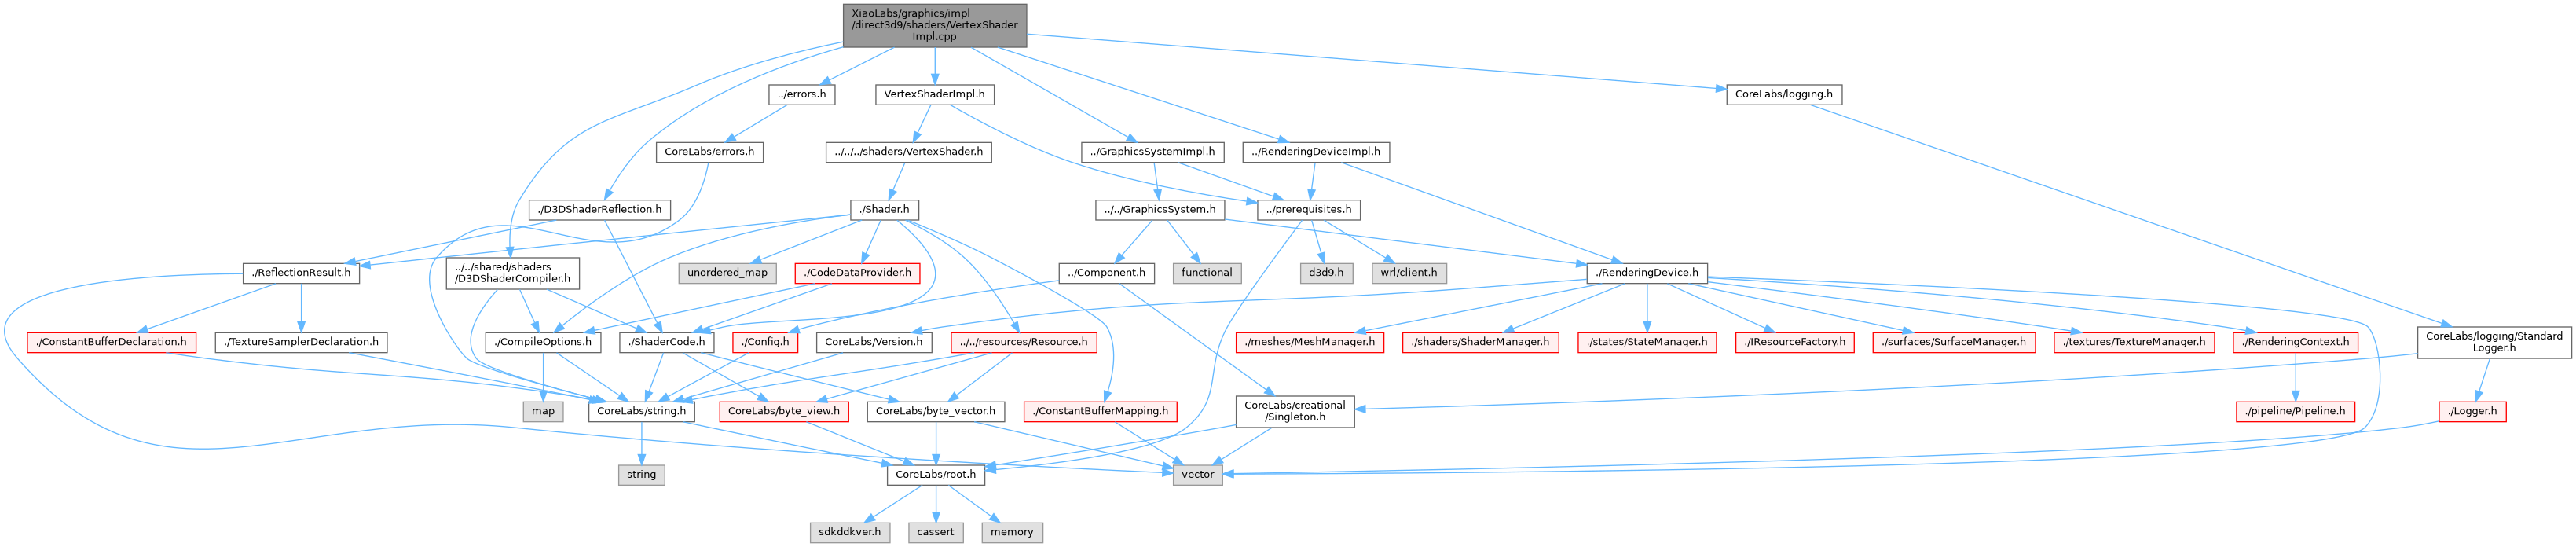 XiaoLabs/graphics/impl
/direct3d9/shaders/VertexShader
Impl.cpp
../errors.h
VertexShaderImpl.h
CoreLabs/logging.h
CoreLabs/errors.h
../../../shaders/VertexShader.h
../GraphicsSystemImpl.h
../RenderingDeviceImpl.h
./D3DShaderReflection.h
./Shader.h
../../GraphicsSystem.h
../prerequisites.h
./ReflectionResult.h
../../shared/shaders
/D3DShaderCompiler.h
unordered_map
./CodeDataProvider.h
../Component.h
functional
d3d9.h
wrl/client.h
./RenderingDevice.h
./ConstantBufferDeclaration.h
./TextureSamplerDeclaration.h
./CompileOptions.h
./ShaderCode.h
./Config.h
CoreLabs/Version.h
../../resources/Resource.h
./meshes/MeshManager.h
./shaders/ShaderManager.h
./states/StateManager.h
./IResourceFactory.h
./surfaces/SurfaceManager.h
./textures/TextureManager.h
./RenderingContext.h
CoreLabs/logging/Standard
Logger.h
map
CoreLabs/string.h
CoreLabs/byte_view.h
CoreLabs/byte_vector.h
./ConstantBufferMapping.h
CoreLabs/creational
/Singleton.h
./pipeline/Pipeline.h
./Logger.h
string
CoreLabs/root.h
vector
sdkddkver.h
cassert
memory